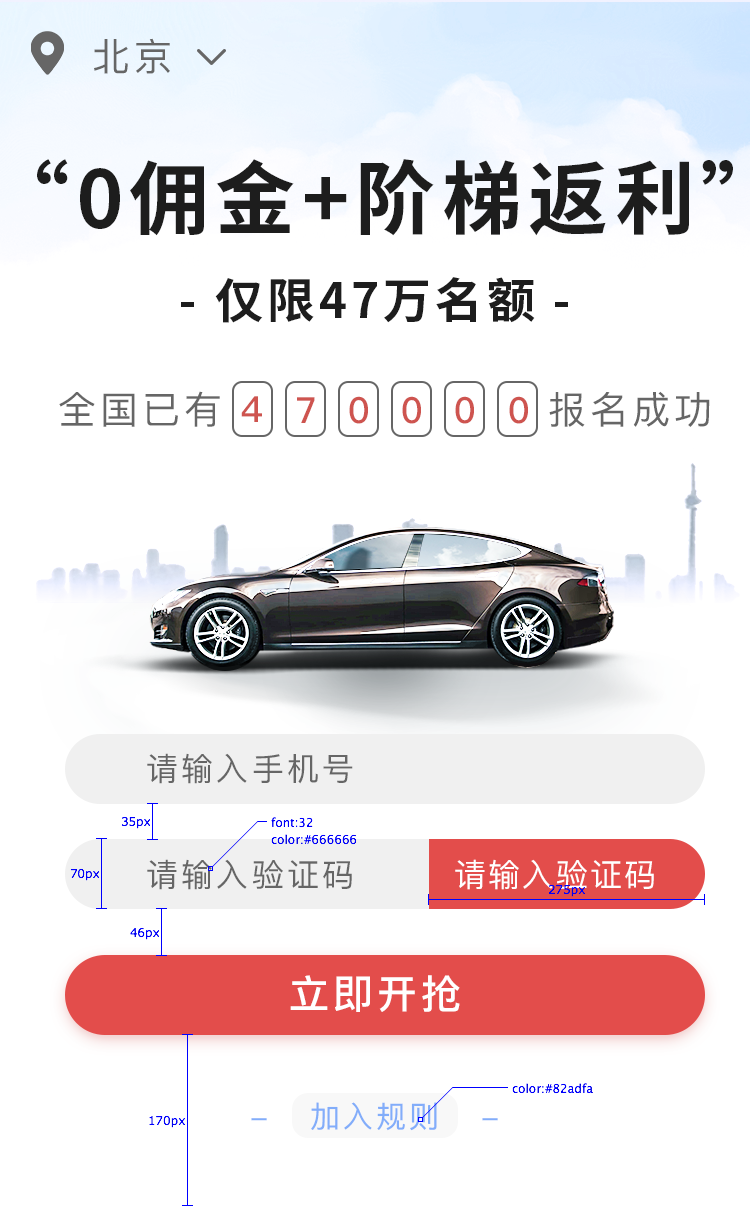 北京
“0佣金+阶梯返利”
- 仅限47万名额 -
全国已有 4 7 0 0 0 0 报名成功
请输入手机号
35px
font:32
color:#666666
70px
请输入验证码 请输入验证码
275px
46px
立即开抢
color:#82adfa
170px
– 加入规则 –